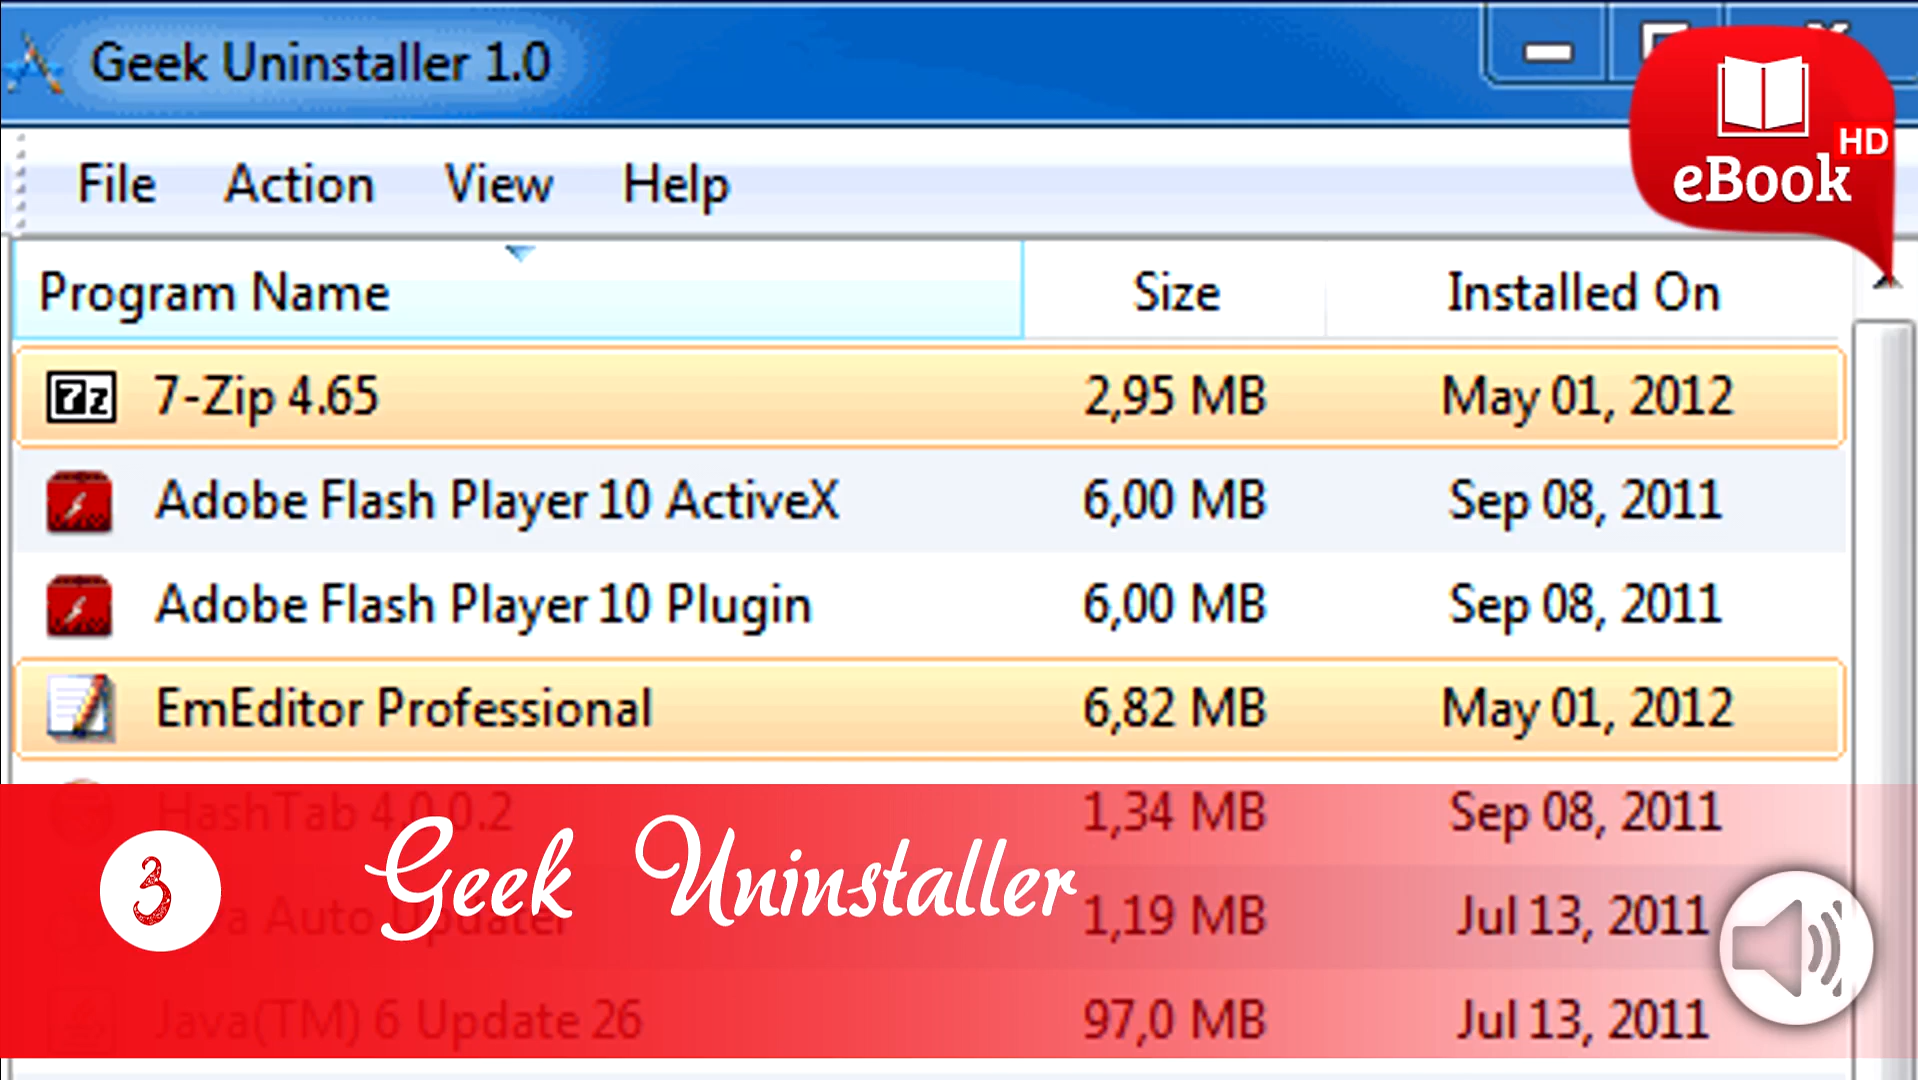 Geek Uninstaller 1.0
eBook HD
File Action View Help
Program Name Size Installed On
7-Zip 4.65 2,95 MB May 01, 2012
Adobe Flash Player 10 ActiveX 6,00 MB Sep 08, 2011
Adobe Flash Player 10 Plugin 6,00 MB Sep 08, 2011
EmEditor Professional 6,82 MB May 01, 2012
HashTab 4.0.0.2 1,34 MB Sep 08, 2011
3 Geek Uninstaller
Auto Updater 1,19 MB Jul 13, 2011
Java(TM) 6 Update 26 97,0 MB Jul 13, 2011